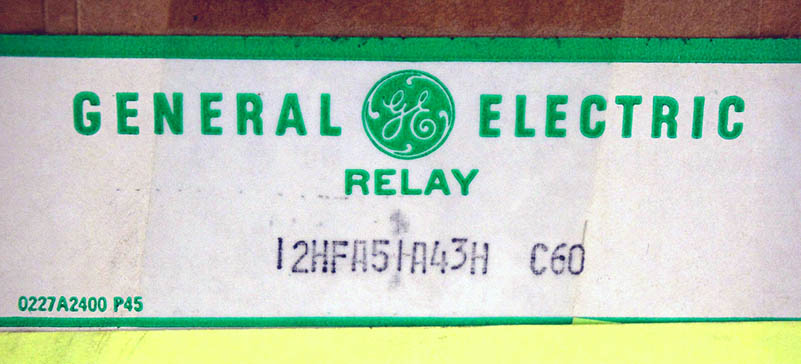 GENERAL GE ELECTRIC
RELAY
12HFA51A43H C60
0227A2400 P45